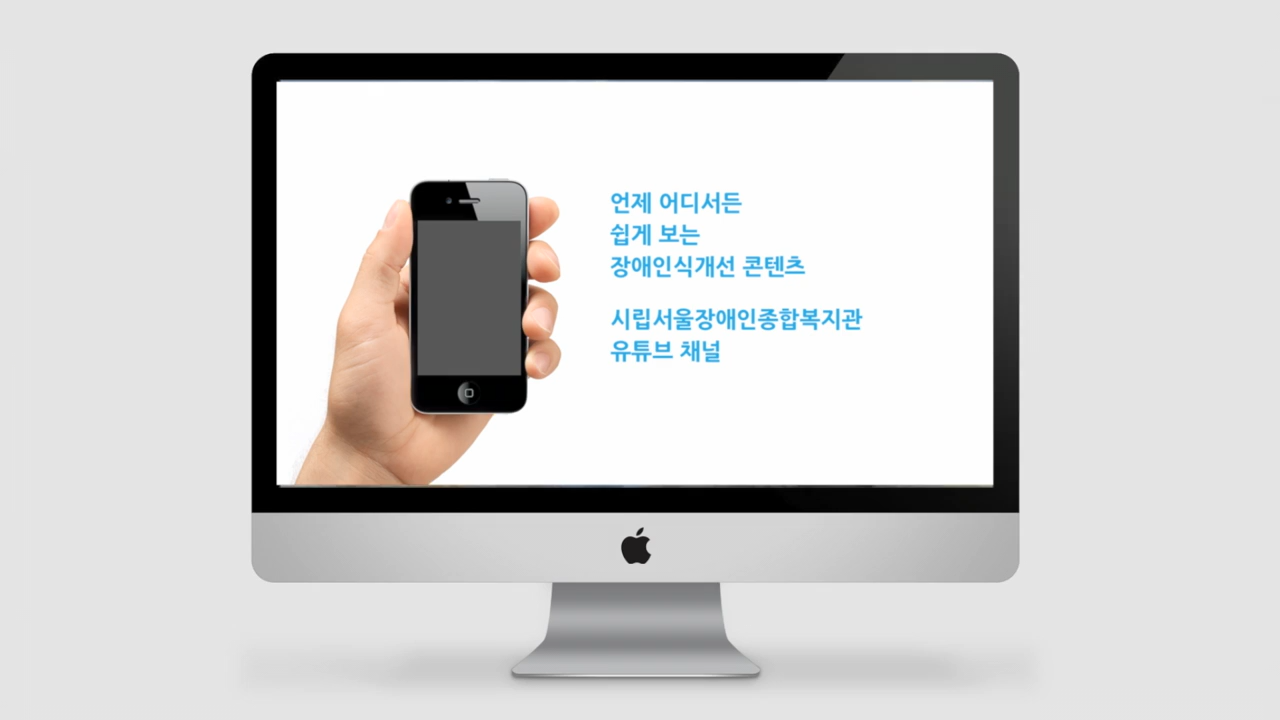 언제 어디서든
쉽게 보는
장애인식개선 콘텐츠
시립서울장애인종합복지관
유튜브 채널